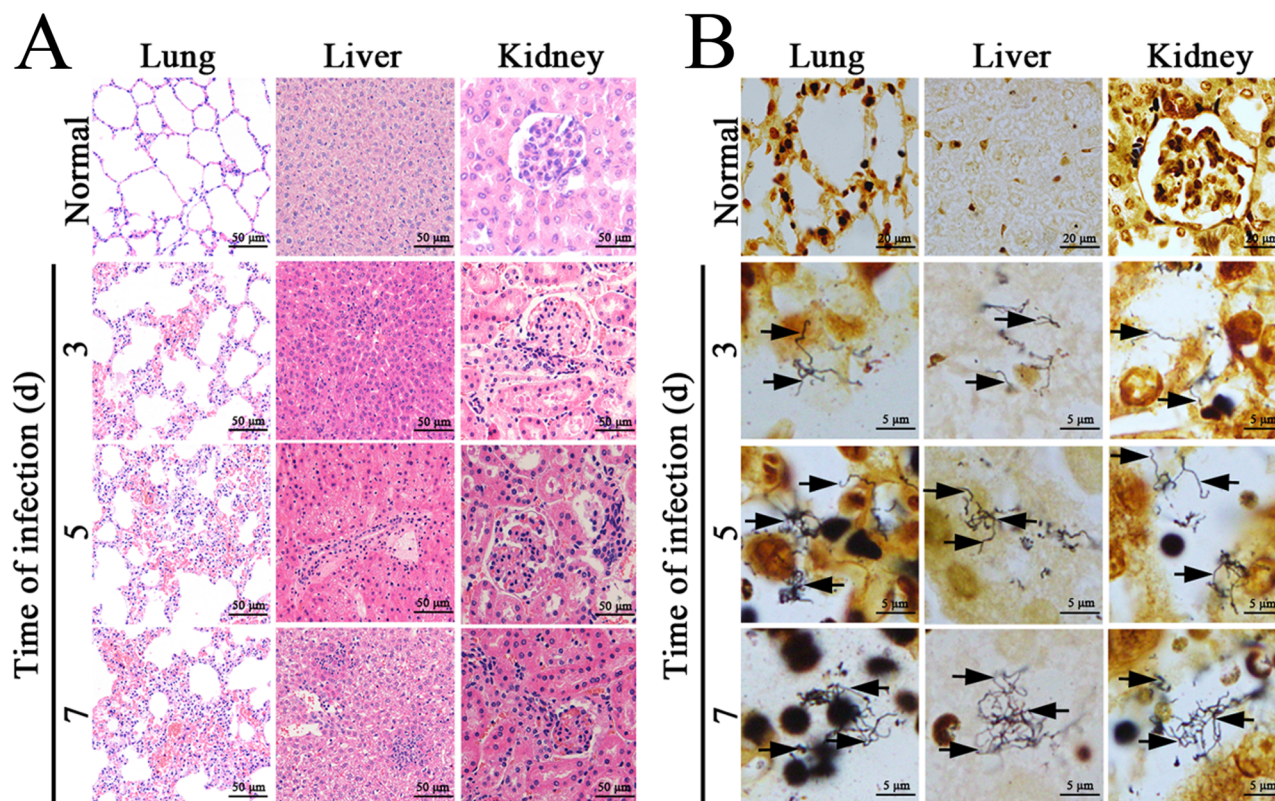 A
B
Lung Liver Kidney
Lung Liver Kidney
Normal
50 μm 50 μm 50 μm
Normal
20 μm 20 μm 20 μm
Time of infection (d)
3
50 μm 50 μm 50 μm
5
50 μm 50 μm 50 μm
7
50 μm 50 μm 50 μm
Time of infection (d)
3
5 μm 5 μm 5 μm
5
5 μm 5 μm 5 μm
7
5 μm 5 μm 5 μm